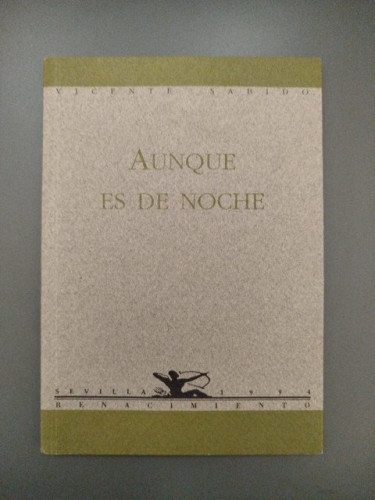 VICENTE SABIDO
AUNQUE
ES DE NOCHE
SEVILLA 1994
RENACIMIENTO